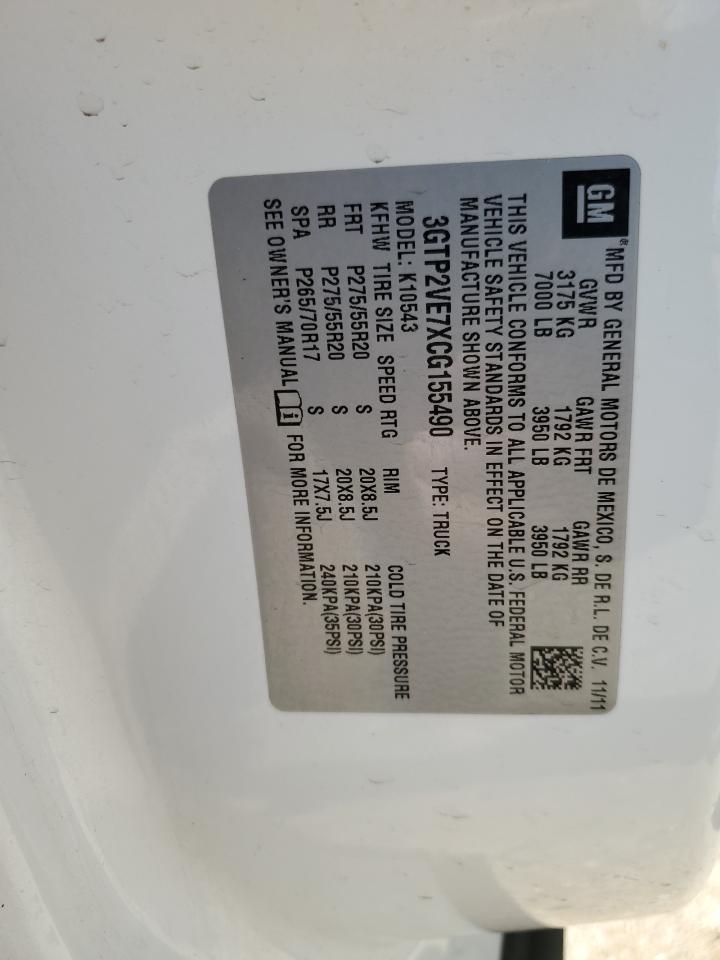 GM
® MFD BY GENERAL MOTORS DE MEXICO, S. DE R.L. DE C.V. 11/11
GVWR GAWR FRT GAWR RR
3175 KG 1792 KG 1792 KG
7000 LB 3950 LB 3950 LB
THIS VEHICLE CONFORMS TO ALL APPLICABLE U.S. FEDERAL MOTOR
VEHICLE SAFETY STANDARDS IN EFFECT ON THE DATE OF
MANUFACTURE SHOWN ABOVE.
3GTP2VE7XCG155490 TYPE: TRUCK
MODEL: K10543
KFHW TIRE SIZE SPEED RTG RIM COLD TIRE PRESSURE
FRT P275/55R20 S 20X8.5J 210KPA(30PSI)
RR P275/55R20 S 20X8.5J 210KPA(30PSI)
SPA P265/70R17 S 17X7.5J 240KPA(35PSI)
SEE OWNER'S MANUAL i FOR MORE INFORMATION.